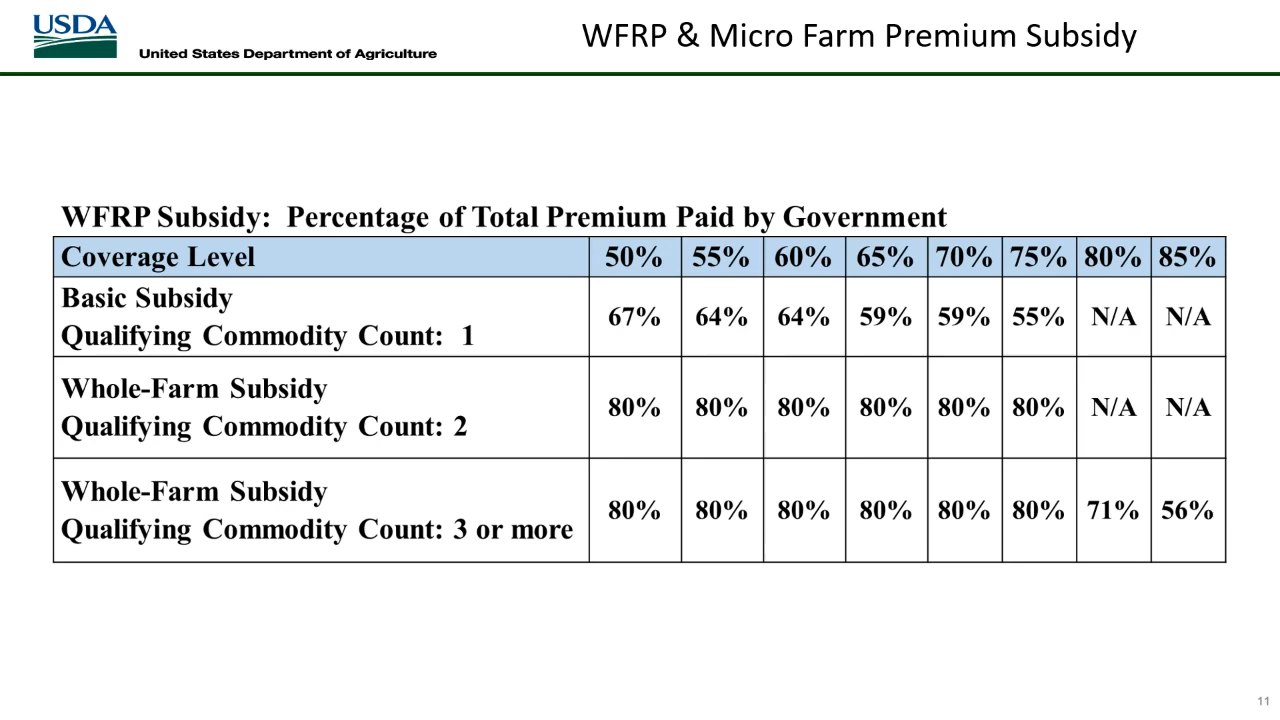 USDA
United States Department of Agriculture
WFRP & Micro Farm Premium Subsidy
WFRP Subsidy: Percentage of Total Premium Paid by Government
Coverage Level 50% 55% 60% 65% 70% 75% 80% 85%
Basic Subsidy
Qualifying Commodity Count: 1 67% 64% 64% 59% 59% 55% N/A N/A
Whole-Farm Subsidy
Qualifying Commodity Count: 2 80% 80% 80% 80% 80% 80% N/A N/A
Whole-Farm Subsidy
Qualifying Commodity Count: 3 or more 80% 80% 80% 80% 80% 80% 71% 56%
11